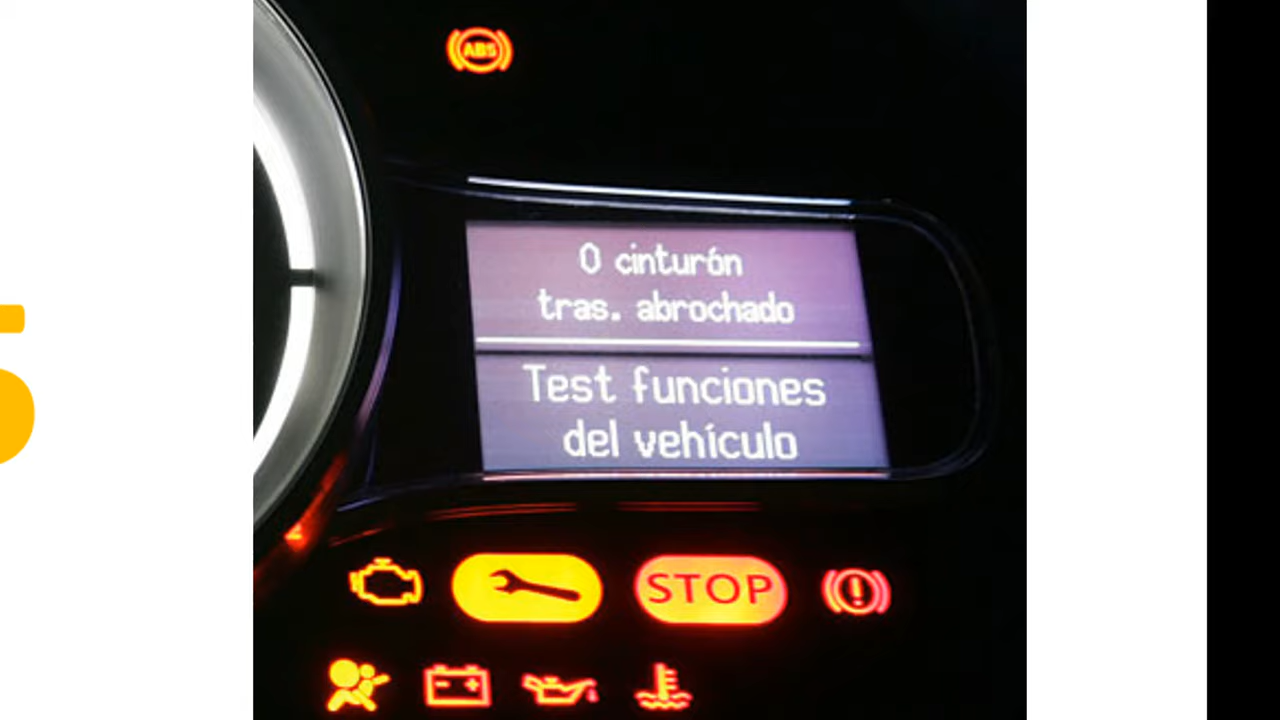 ABS
0 cinturón
tras. abrochado
Test funciones
del vehículo
STOP